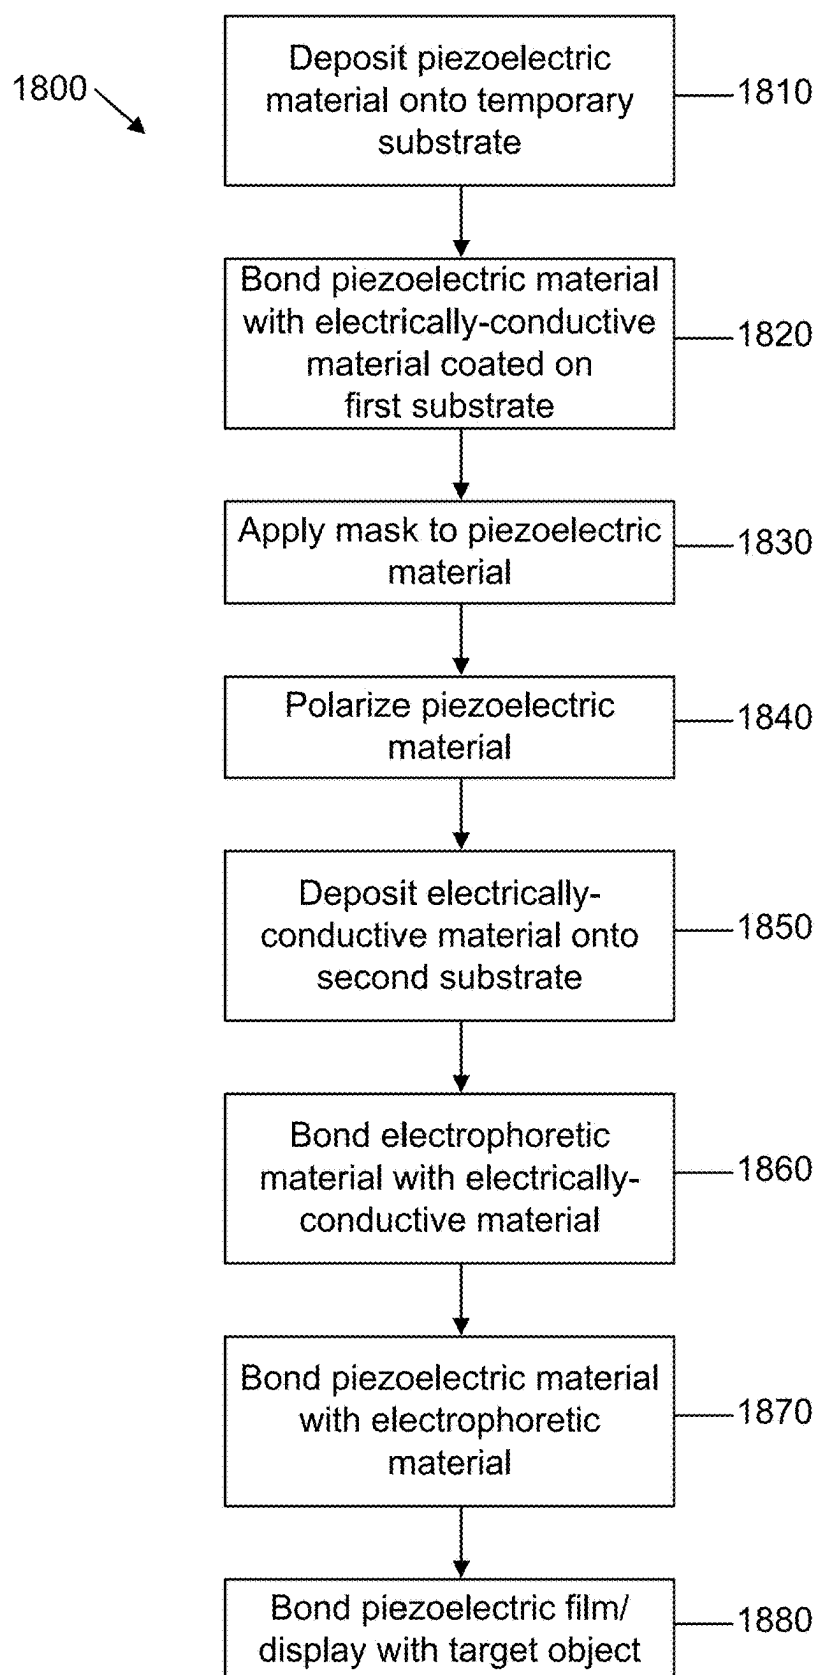 1800
Deposit piezoelectric
material onto temporary
substrate
1810
Bond piezoelectric material
with electrically-conductive
material coated on
first substrate
1820
Apply mask to piezoelectric
material
1830
Polarize piezoelectric
material
1840
Deposit electrically-
conductive material onto
second substrate
1850
Bond electrophoretic
material with electrically-
conductive material
1860
Bond piezoelectric material
with electrophoretic
material
1870
Bond piezoelectric film/
display with target object
1880